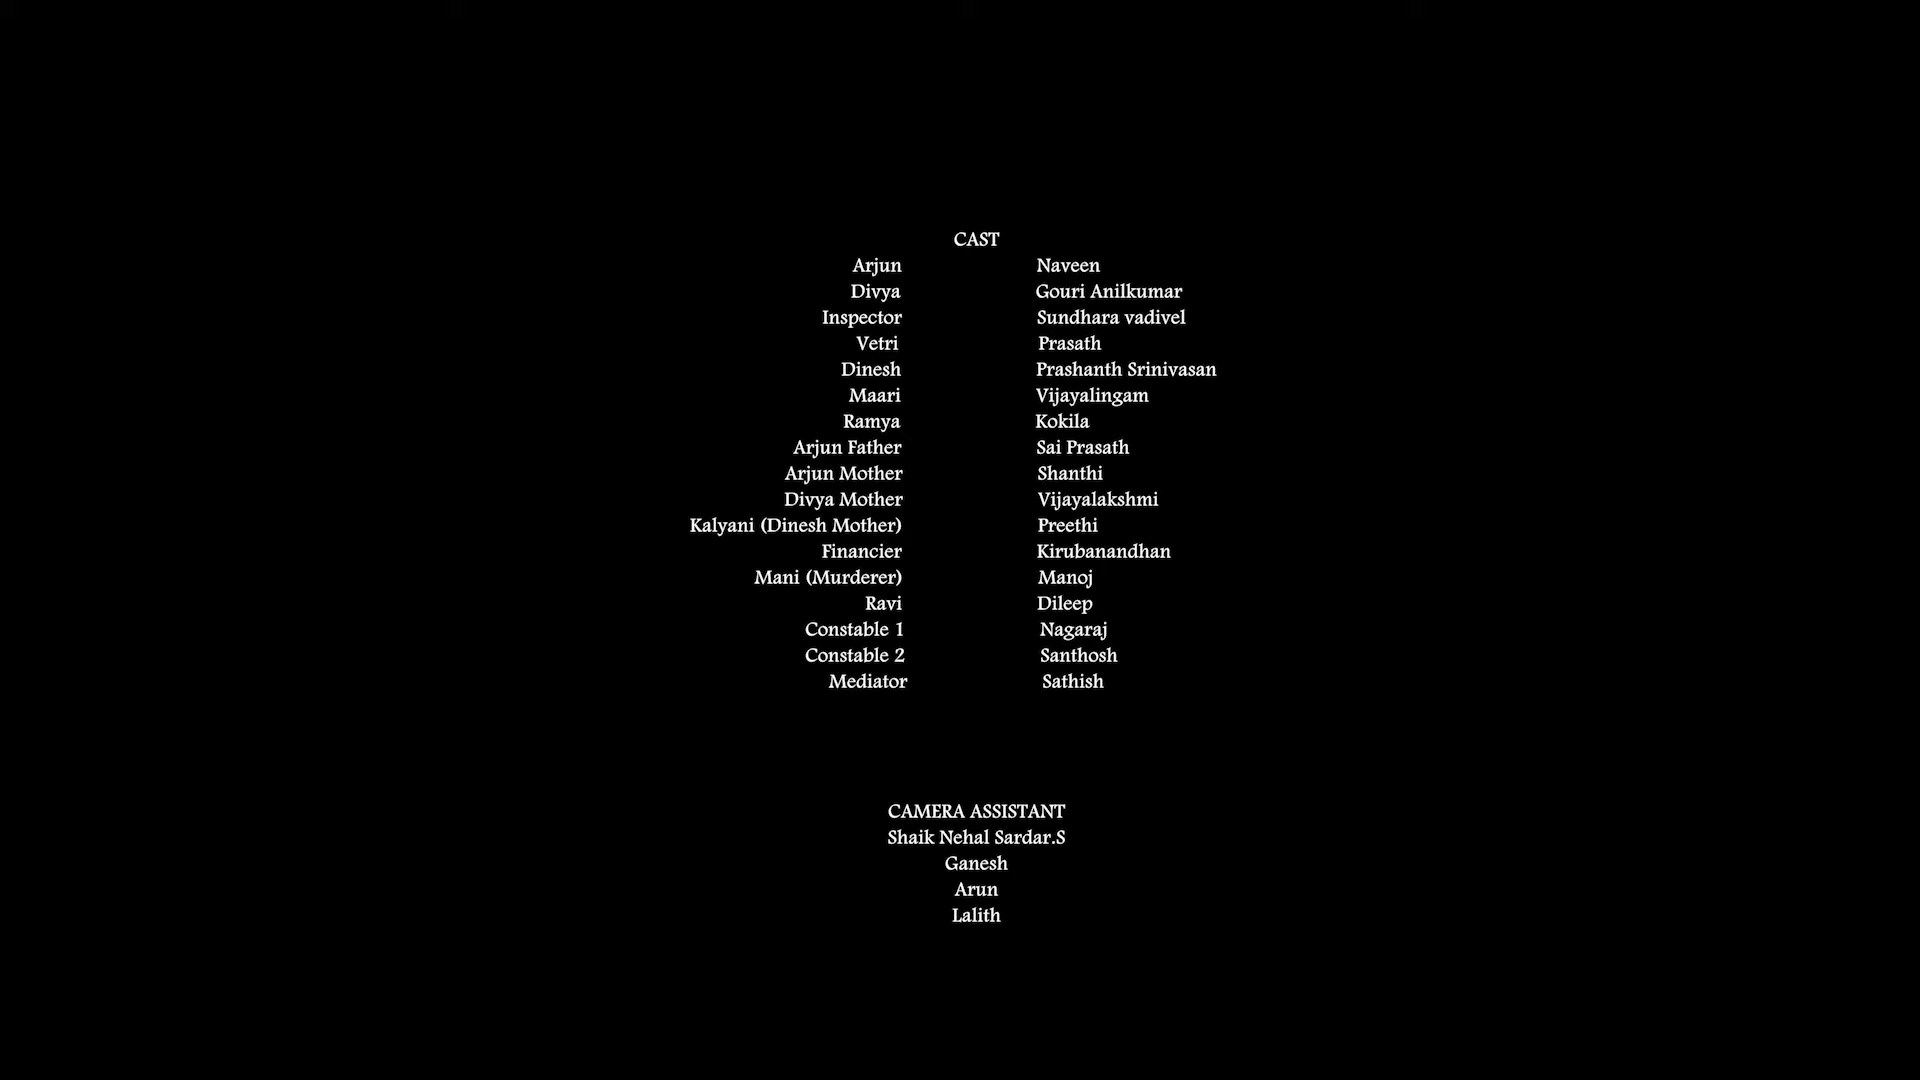 CAST
Arjun Naveen
Divya Gouri Anilkumar
Inspector Sundhara vadivel
Vetri Prasath
Dinesh Prashanth Srinivasan
Maari Vijayalingam
Ramya Kokila
Arjun Father Sai Prasath
Arjun Mother Shanthi
Divya Mother Vijayalakshmi
Kalyani (Dinesh Mother) Preethi
Financier Kirubanandhan
Mani (Murderer) Manoj
Ravi Dileep
Constable 1 Nagaraj
Constable 2 Santhosh
Mediator Sathish
CAMERA ASSISTANT
Shaik Nehal Sardar.S
Ganesh
Arun
Lalith